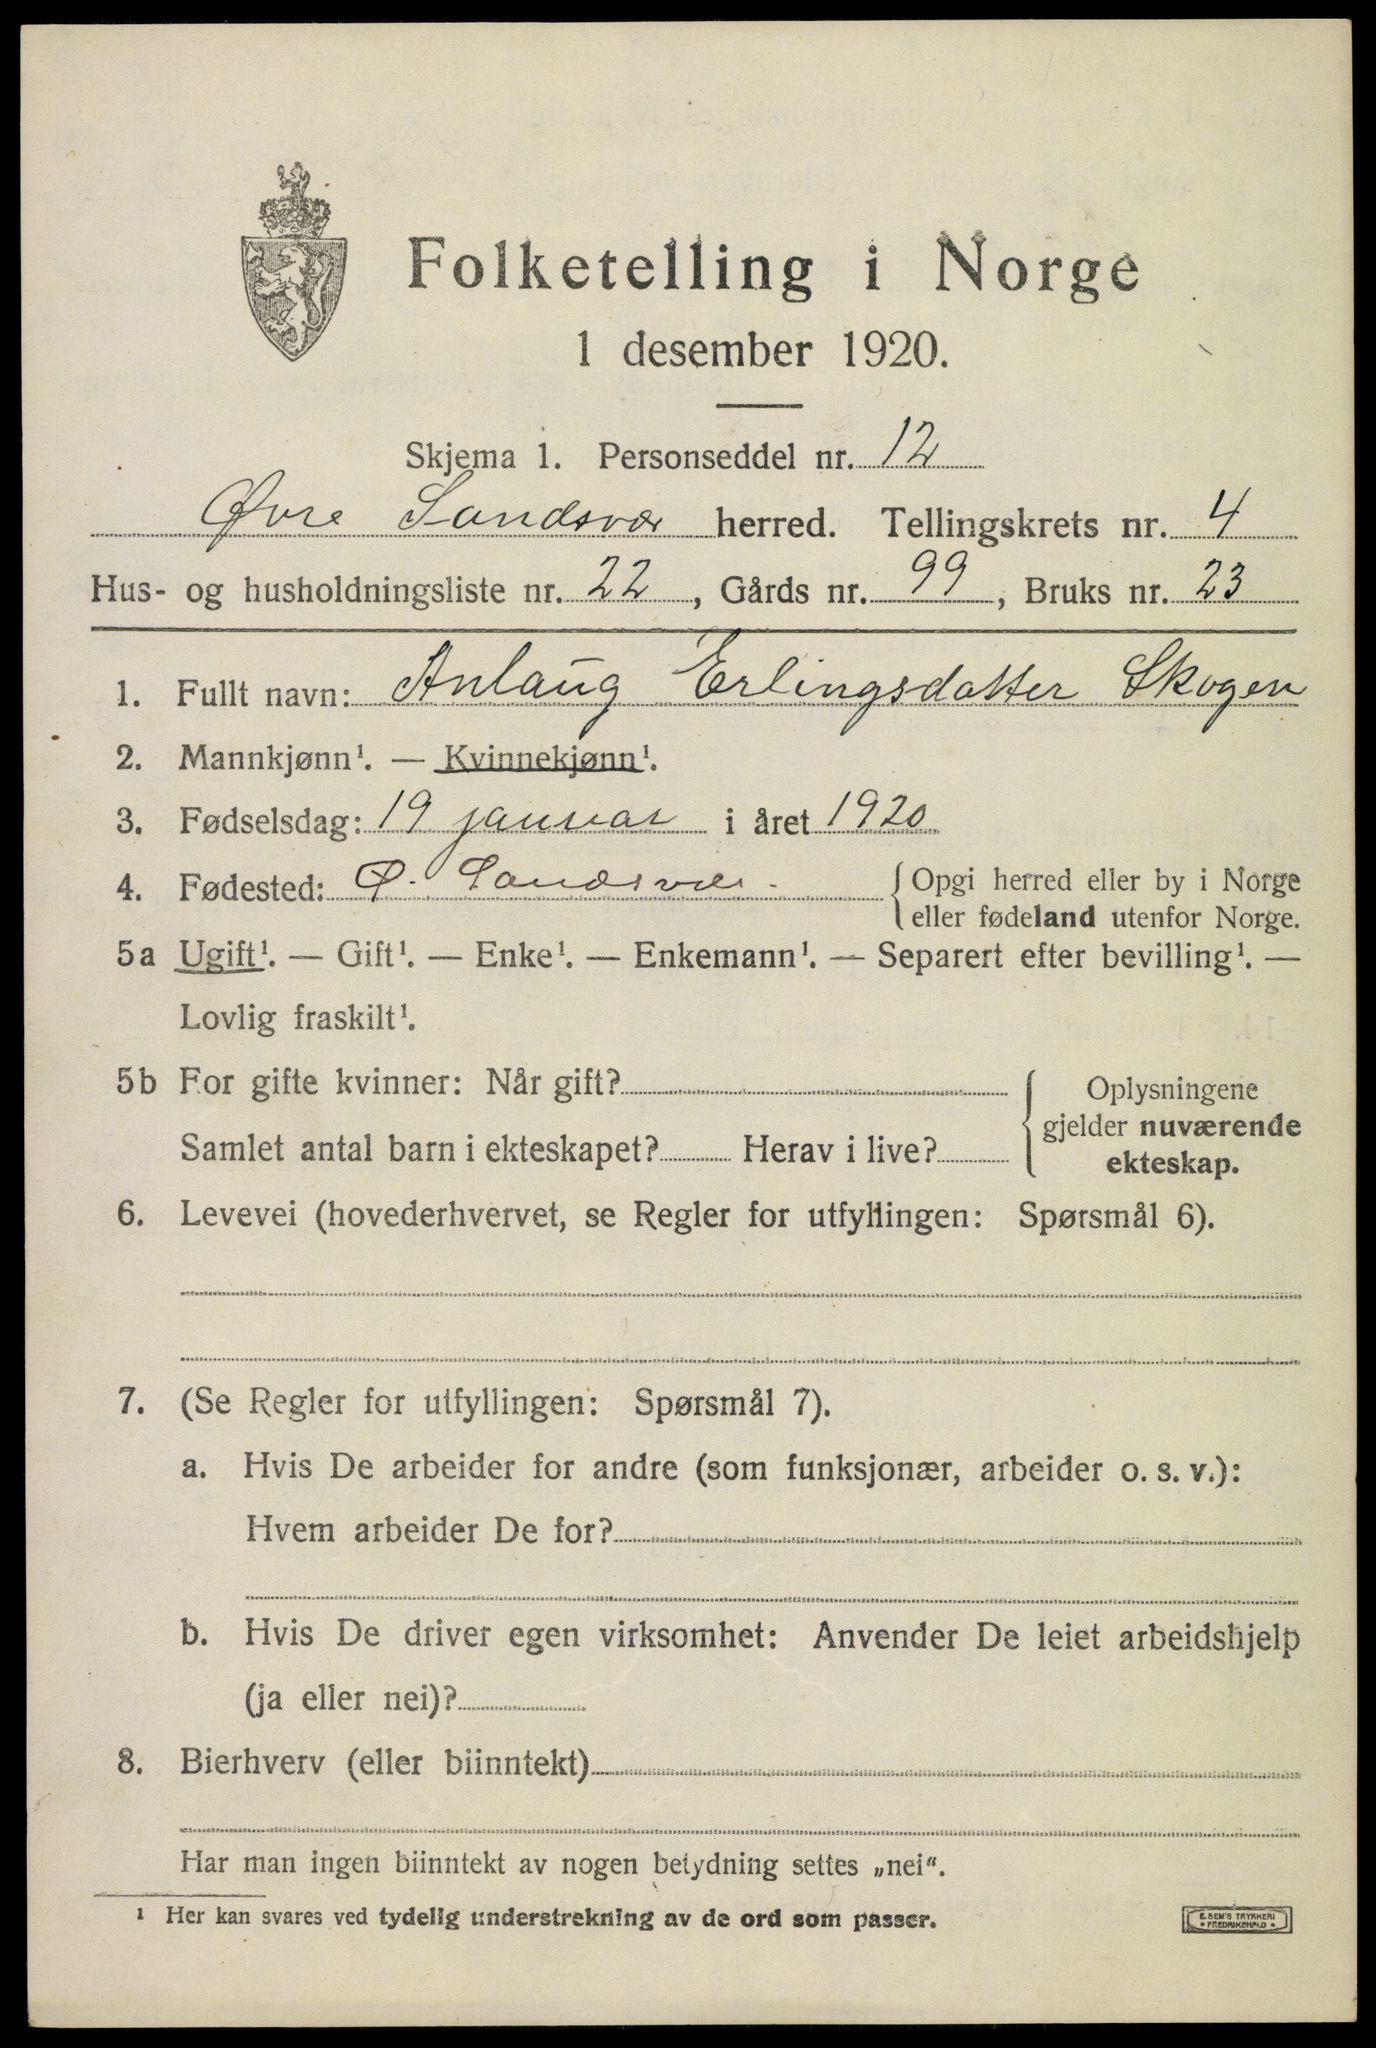 Folketelling i Norge
1 desember 1920.
Skjema 1. Personseddel nr. 12
Øvre Sandsvær herred. Tellingskrets nr. 4
Hus- og husholdningsliste nr. 22, Gårds nr. 99, Bruks nr. 23
1. Fullt navn: Anlaug Erlingsdatter Skogen
2. Mannkjønn¹. — Kvinnekjønn¹.
3. Fødselsdag: 19 januar i året 1920
4. Fødested: Ø. Sandsvær. { Opgi herred eller by i Norge
eller fødeland utenfor Norge.
5a Ugift¹. — Gift¹. — Enke¹. — Enkemann¹. — Separert efter bevilling¹. —
Lovlig fraskilt¹.
5b For gifte kvinner: Når gift?
Samlet antal barn i ekteskapet? Herav i live?
{ Oplysningene
gjelder nuværende
ekteskap.
6. Levevei (hovederhvervet, se Regler for utfyllingen: Spørsmål 6).
7. (Se Regler for utfyllingen: Spørsmål 7).
a. Hvis De arbeider for andre (som funksjonær, arbeider o. s. v.):
Hvem arbeider De for?
b. Hvis De driver egen virksomhet: Anvender De leiet arbeidshjelp
(ja eller nei)?
8. Bierhverv (eller biinntekt)
Har man ingen biinntekt av nogen betydning settes „nei“.
¹ Her kan svares ved tydelig understrekning av de ord som passer.
E. SEM'S TRYKKERI
• FREDRIKSHALD •